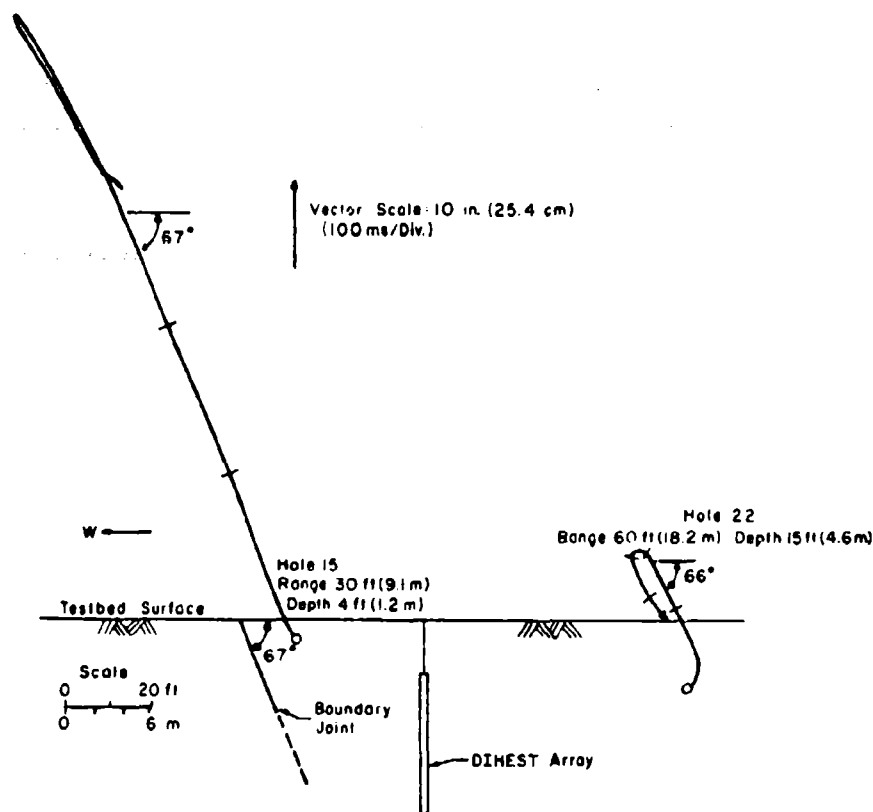 Vector Scale: 10 in. (25.4 cm)
(100 ms/Div.)
67°
W
Hole 22
Range 60 ft (18.2 m) Depth 15 ft (4.6 m)
66°
Hole 15
Range 30 ft (9.1 m)
Depth 4 ft (1.2 m)
Testbed Surface
67°
Scale
0 20 ft
0 6 m
Boundary
Joint
DIHEST Array